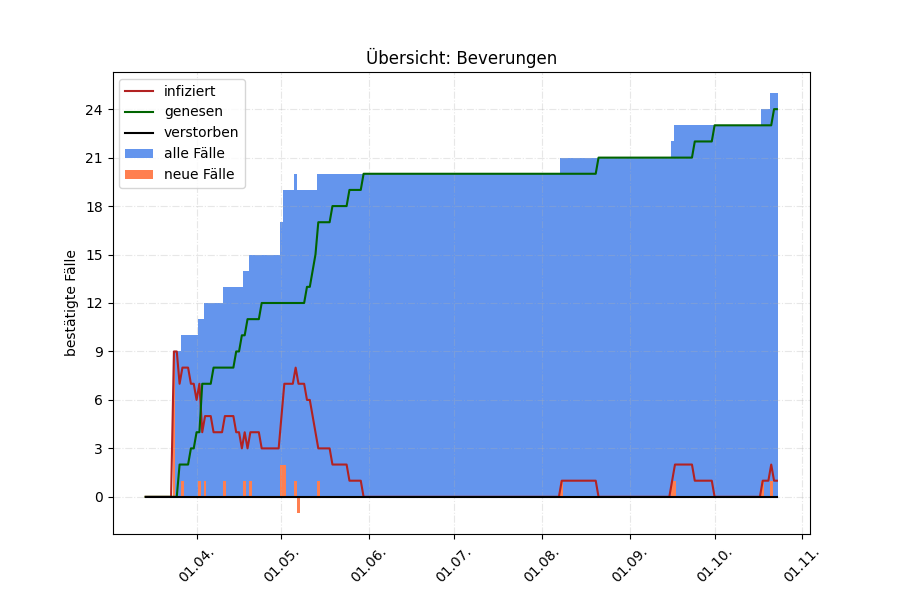 Übersicht: Beverungen
infiziert
genesen
verstorben
alle Fälle
neue Fälle
bestätigte Fälle
24
21
18
15
12
9
6
3
0
01.04.
01.05.
01.06.
01.07.
01.08.
01.09.
01.10.
01.11.